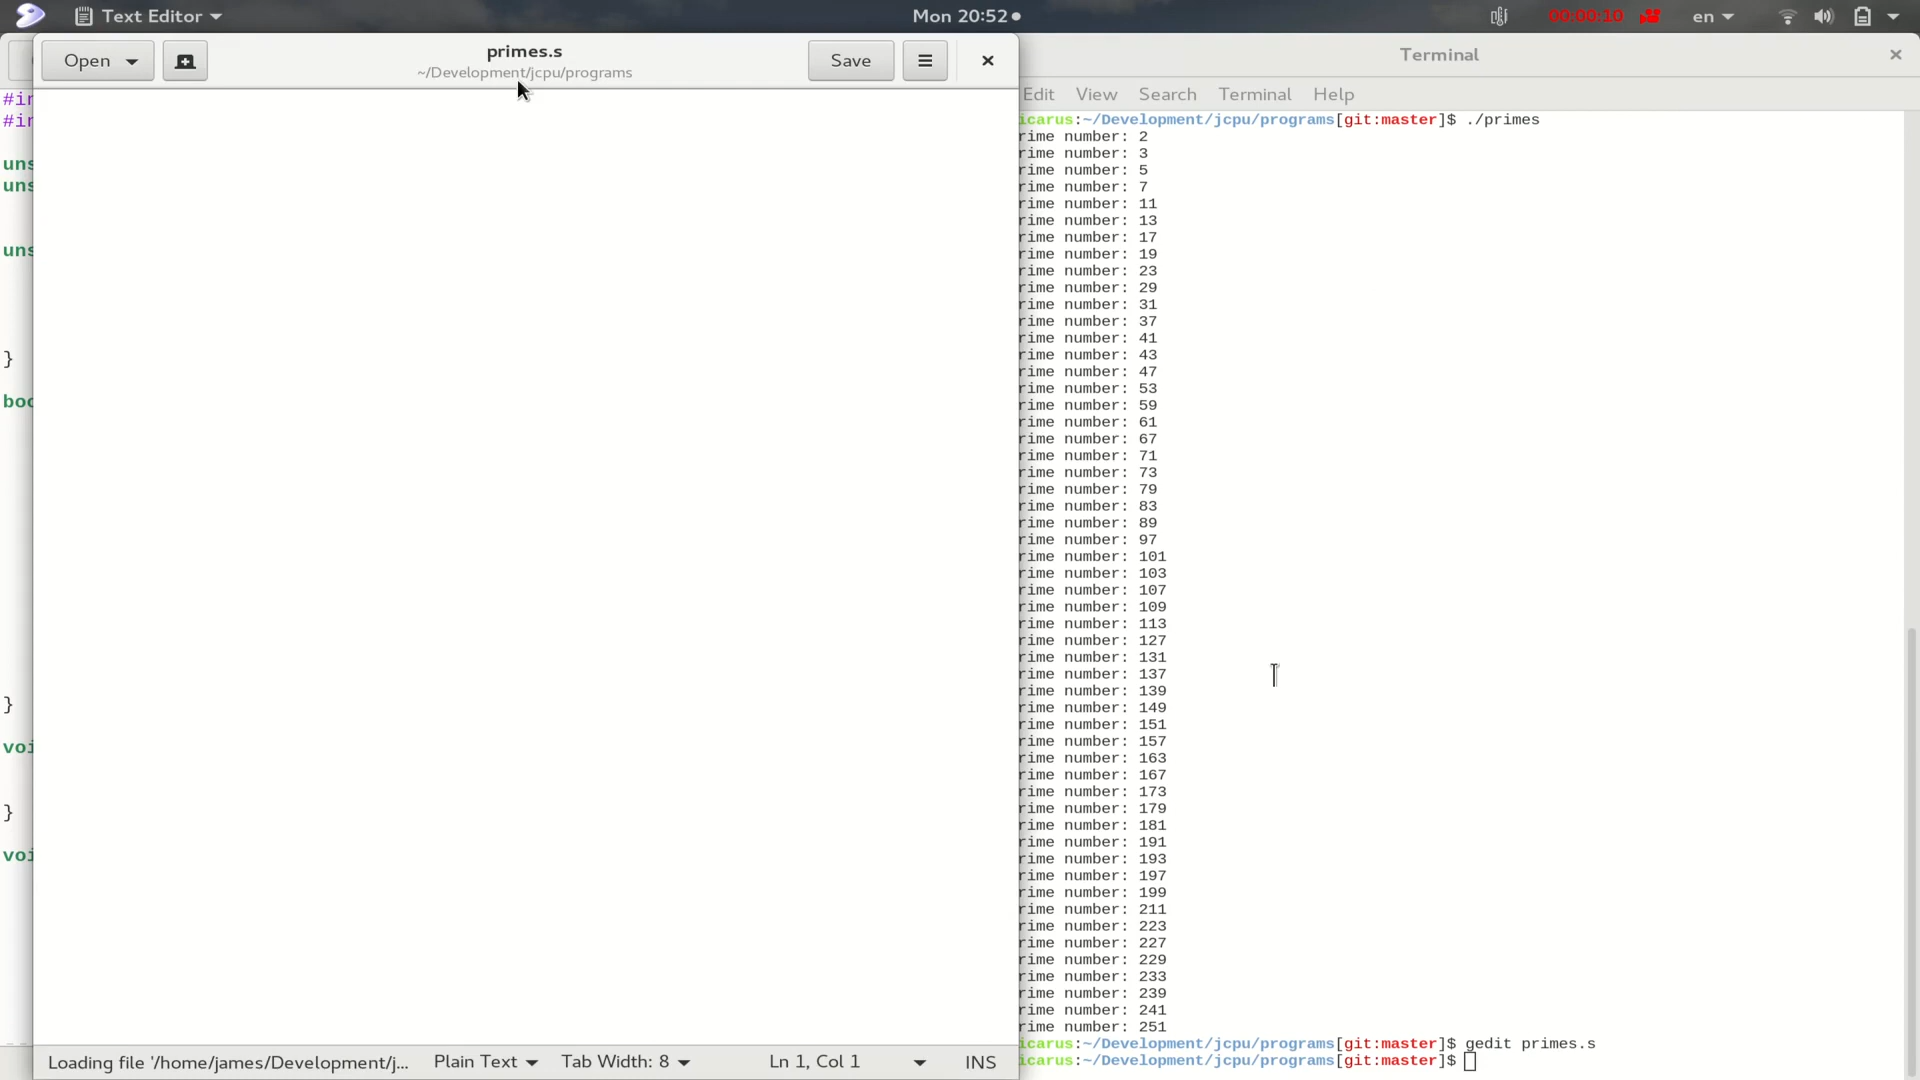 Text Editor
Mon 20:52
00:00:10
en
Open
primes.s
~/Development/jcpu/programs
Save
Terminal
Edit View Search Terminal Help
#in
#in
uns
uns
uns
}
boo
}
voi
}
voi
icarus:~/Development/jcpu/programs[git:master]$ ./primes
rime number: 2
rime number: 3
rime number: 5
rime number: 7
rime number: 11
rime number: 13
rime number: 17
rime number: 19
rime number: 23
rime number: 29
rime number: 31
rime number: 37
rime number: 41
rime number: 43
rime number: 47
rime number: 53
rime number: 59
rime number: 61
rime number: 67
rime number: 71
rime number: 73
rime number: 79
rime number: 83
rime number: 89
rime number: 97
rime number: 101
rime number: 103
rime number: 107
rime number: 109
rime number: 113
rime number: 127
rime number: 131
rime number: 137
rime number: 139
rime number: 149
rime number: 151
rime number: 157
rime number: 163
rime number: 167
rime number: 173
rime number: 179
rime number: 181
rime number: 191
rime number: 193
rime number: 197
rime number: 199
rime number: 211
rime number: 223
rime number: 227
rime number: 229
rime number: 233
rime number: 239
rime number: 241
rime number: 251
icarus:~/Development/jcpu/programs[git:master]$ gedit primes.s
icarus:~/Development/jcpu/programs[git:master]$
Loading file '/home/james/Development/j... Plain Text Tab Width: 8 Ln 1, Col 1 INS